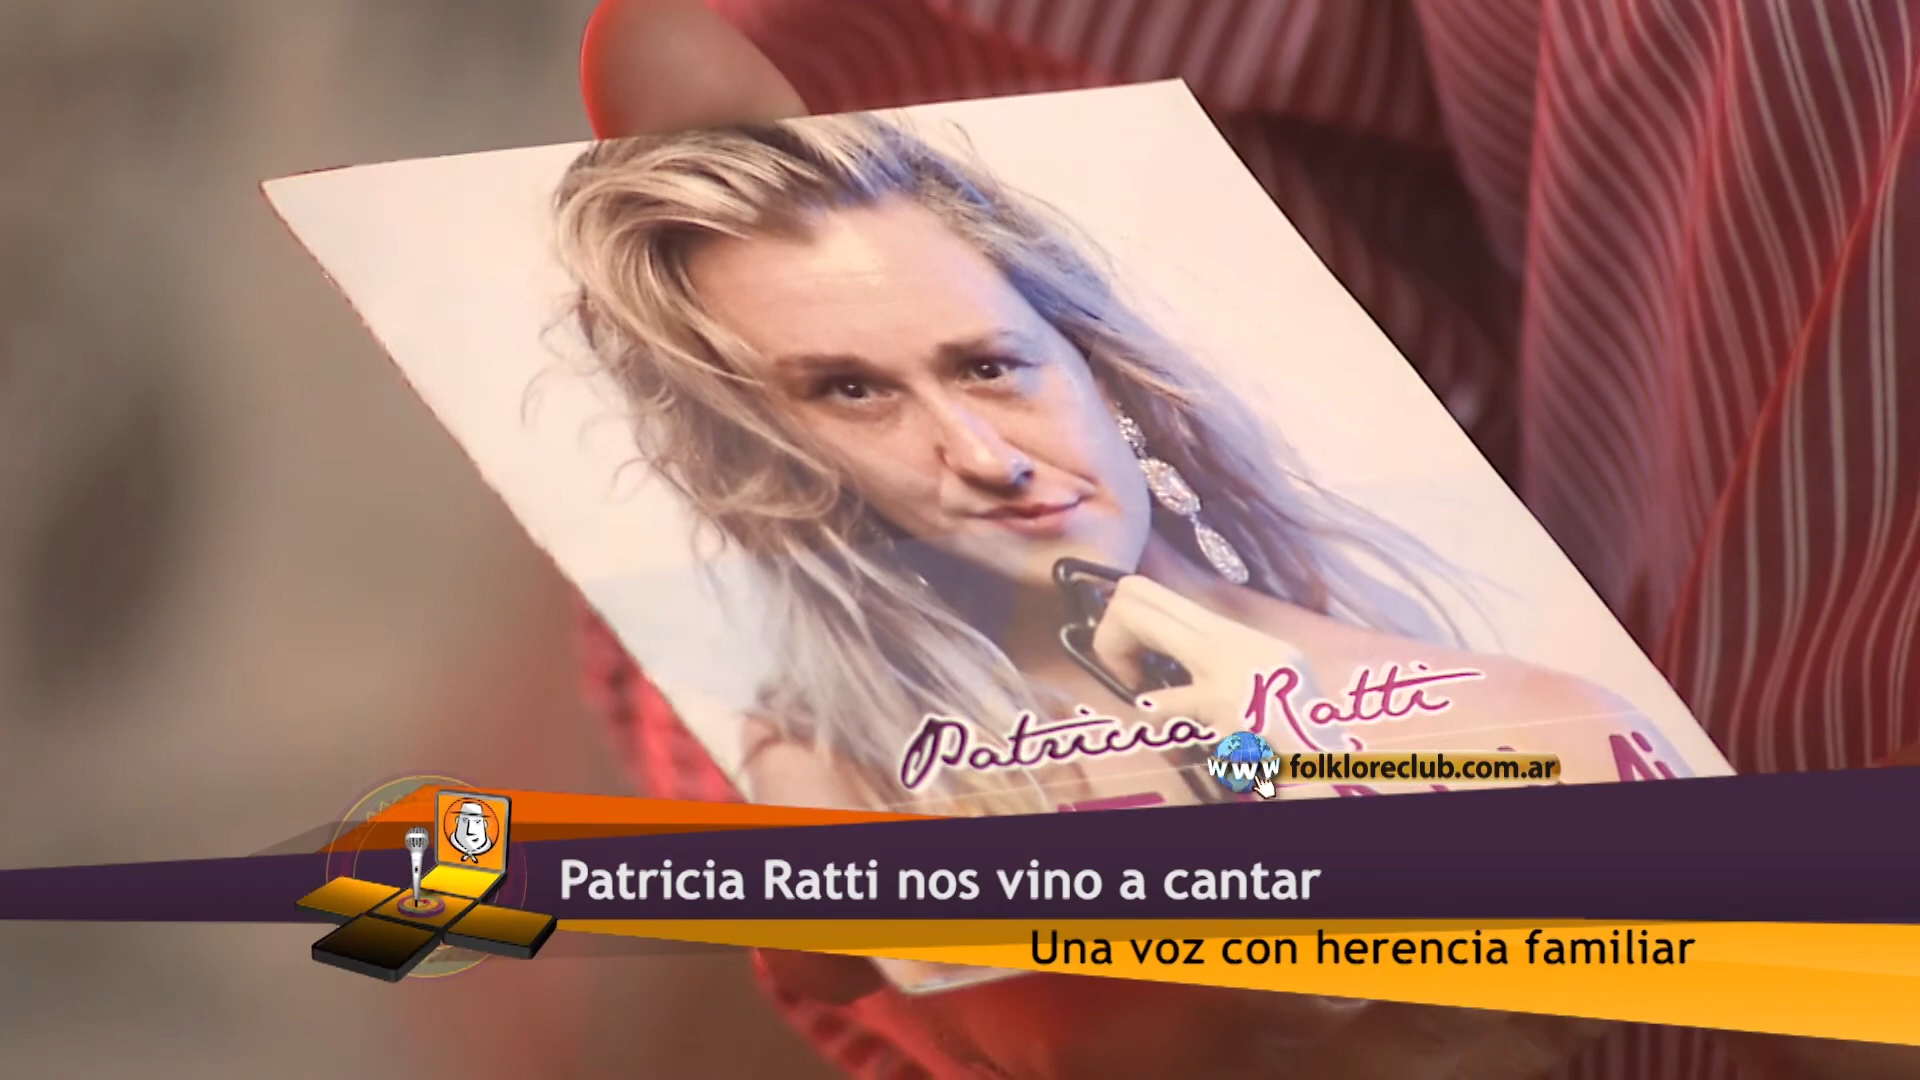 Patricia Ratti
www folkloreclub.com.ar
Patricia Ratti nos vino a cantar
Una voz con herencia familiar